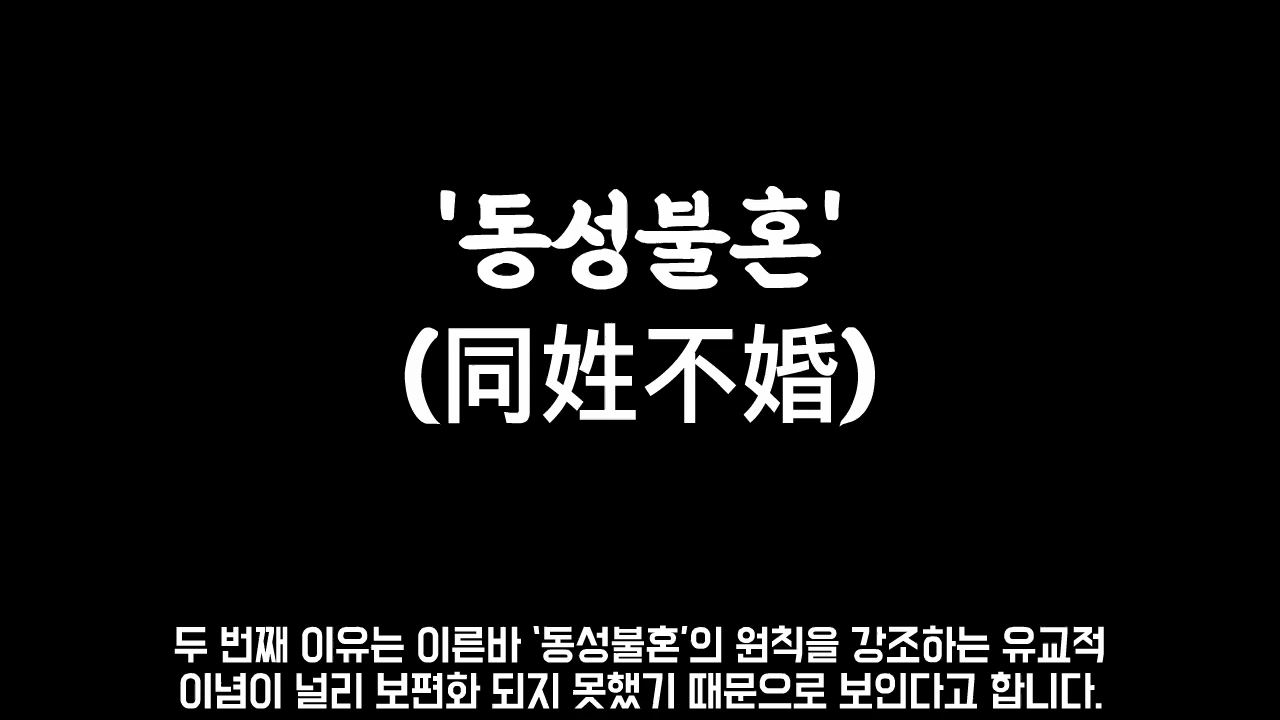 '동성불혼'
(同姓不婚)
두 번째 이유는 이른바 '동성불혼'의 원칙을 강조하는 유교적
이념이 널리 보편화 되지 못했기 때문으로 보인다고 합니다.